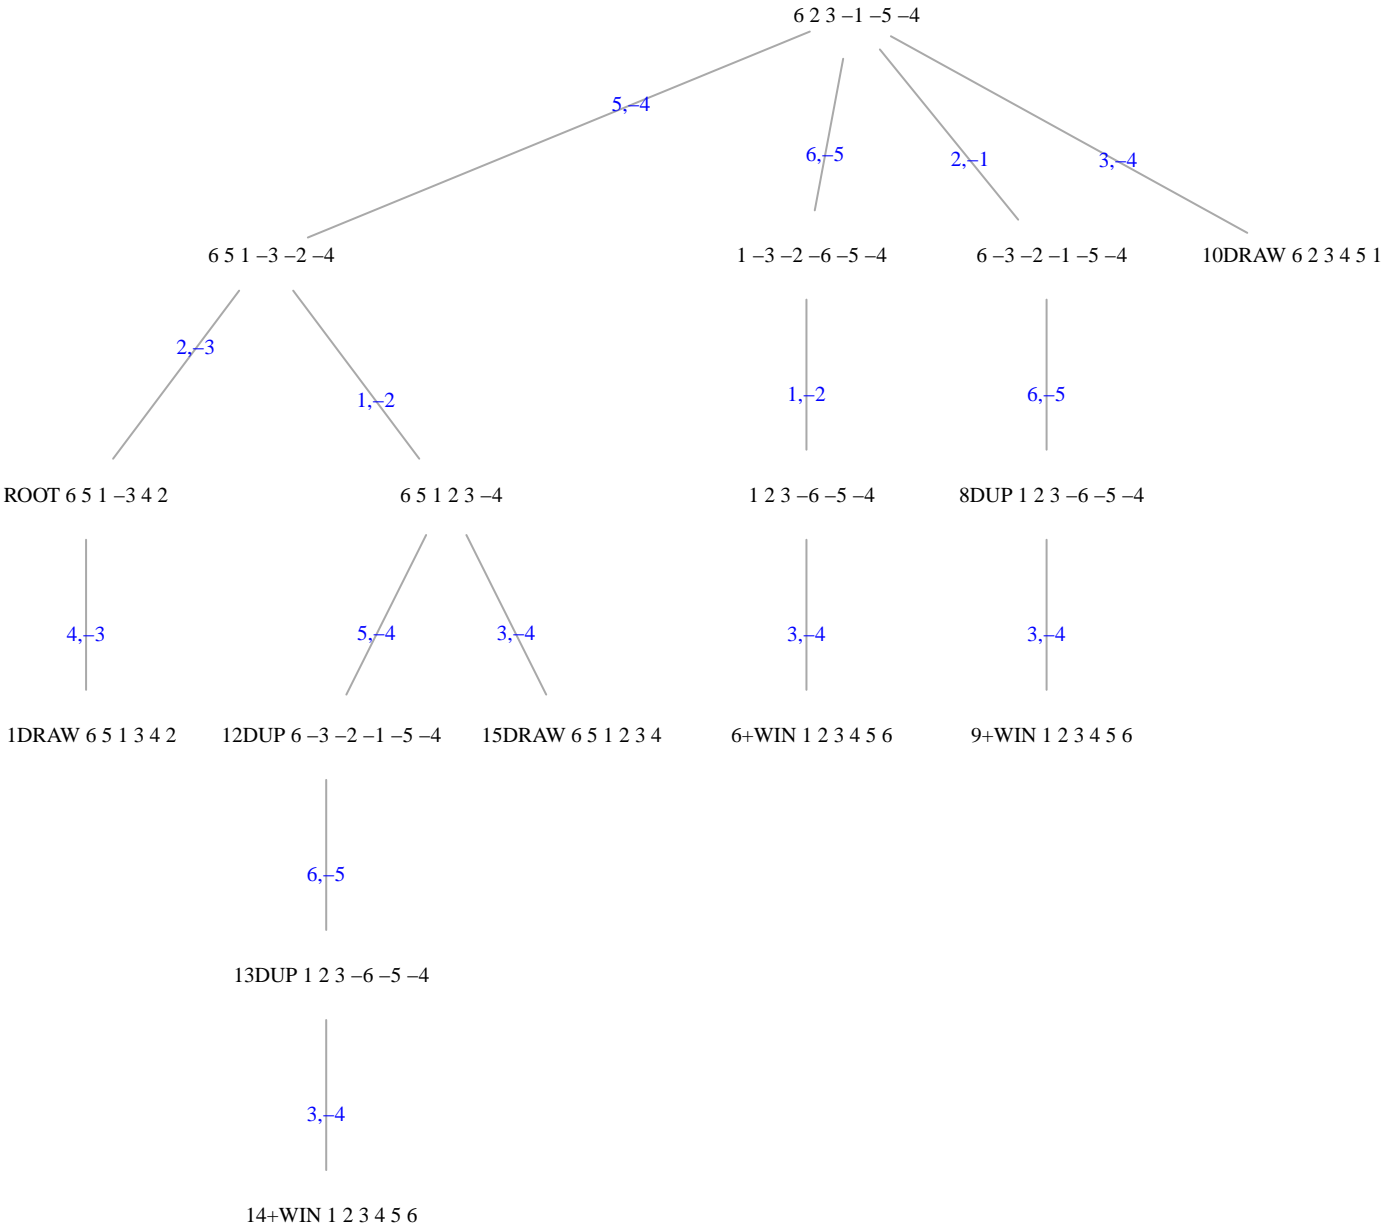 6 2 3 –1 –5 –4
5,–4
6,–5
2,–1
3,–4
6 5 1 –3 –2 –4
1 –3 –2 –6 –5 –4
6 –3 –2 –1 –5 –4
10DRAW 6 2 3 4 5 1
2,–3
1,–2
1,–2
6,–5
ROOT 6 5 1 –3 4 2
6 5 1 2 3 –4
1 2 3 –6 –5 –4
8DUP 1 2 3 –6 –5 –4
4,–3
5,–4
3,–4
3,–4
3,–4
1DRAW 6 5 1 3 4 2
12DUP 6 –3 –2 –1 –5 –4
15DRAW 6 5 1 2 3 4
6+WIN 1 2 3 4 5 6
9+WIN 1 2 3 4 5 6
6,–5
13DUP 1 2 3 –6 –5 –4
3,–4
14+WIN 1 2 3 4 5 6